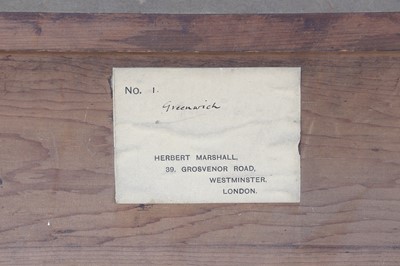 No. 1.
Greenwich
HERBERT MARSHALL,
39, GROSVENOR ROAD,
WESTMINSTER,
LONDON.